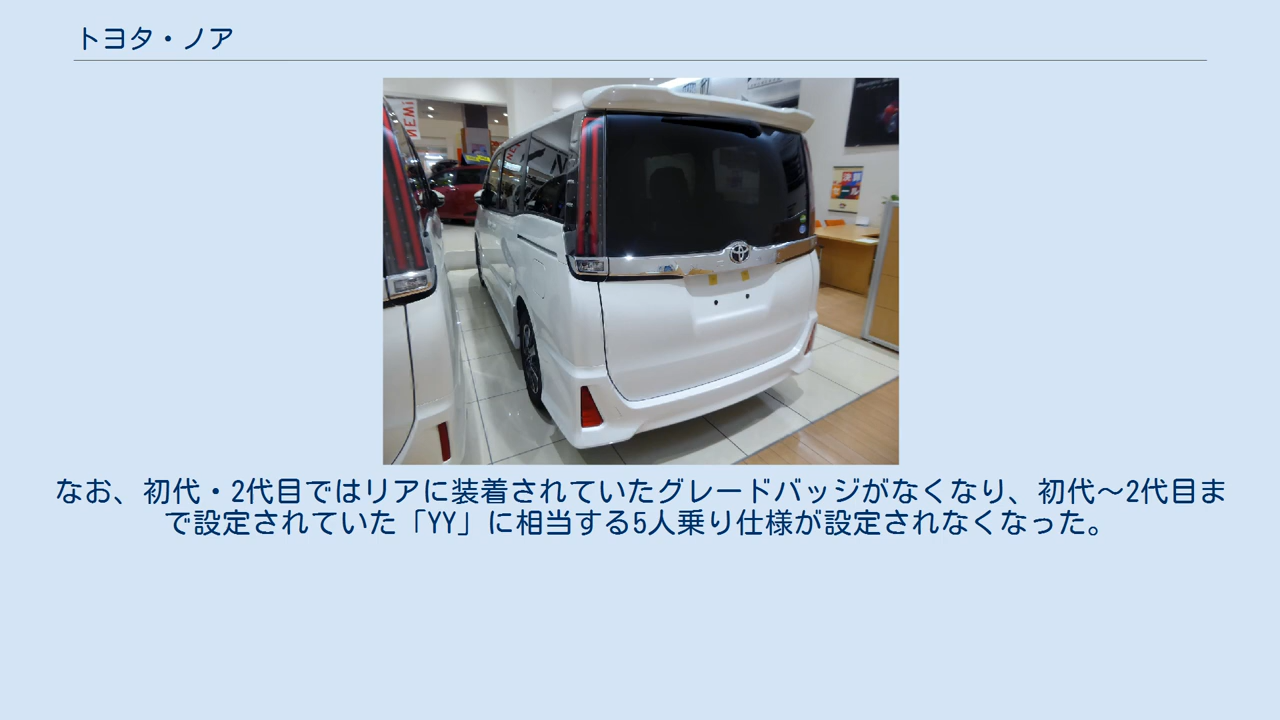 トヨタ・ノア
なお、初代・2代目ではリアに装着されていたグレードバッジがなくなり、初代～2代目ま
で設定されていた「YY」に相当する5人乗り仕様が設定されなくなった。